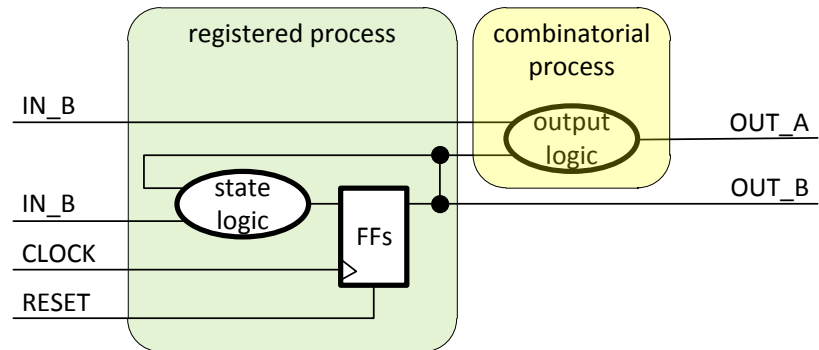 registered process
combinatorial
process
IN_B
output
logic
OUT_A
IN_B
state
logic
FFs
OUT_B
CLOCK
RESET